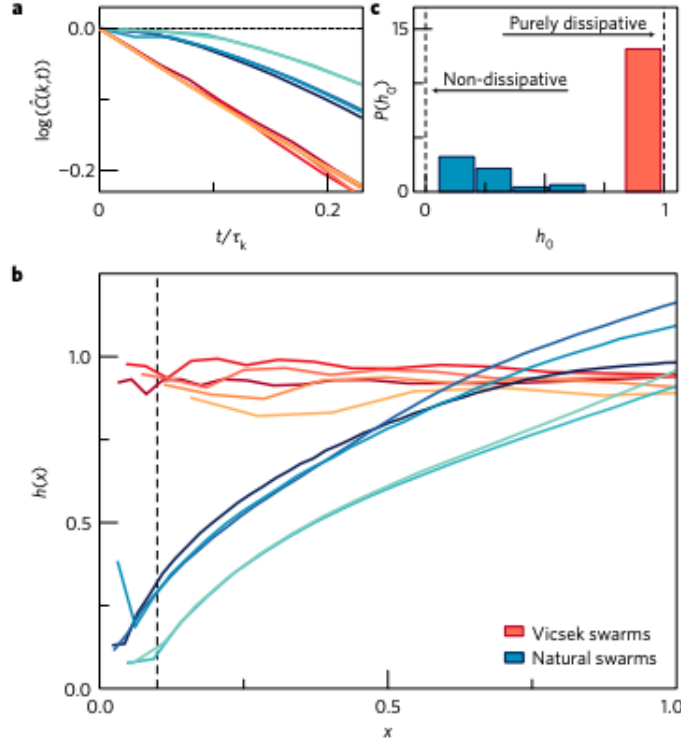 a
0.0
−0.2
log(Ĉ(k,t))
0
0.2
t/τk
c
15
0
P(h0)
Purely dissipative
Non-dissipative
0
1
h0
b
1.0
0.5
0.0
h(x)
Vicsek swarms
Natural swarms
0.0
0.5
1.0
x